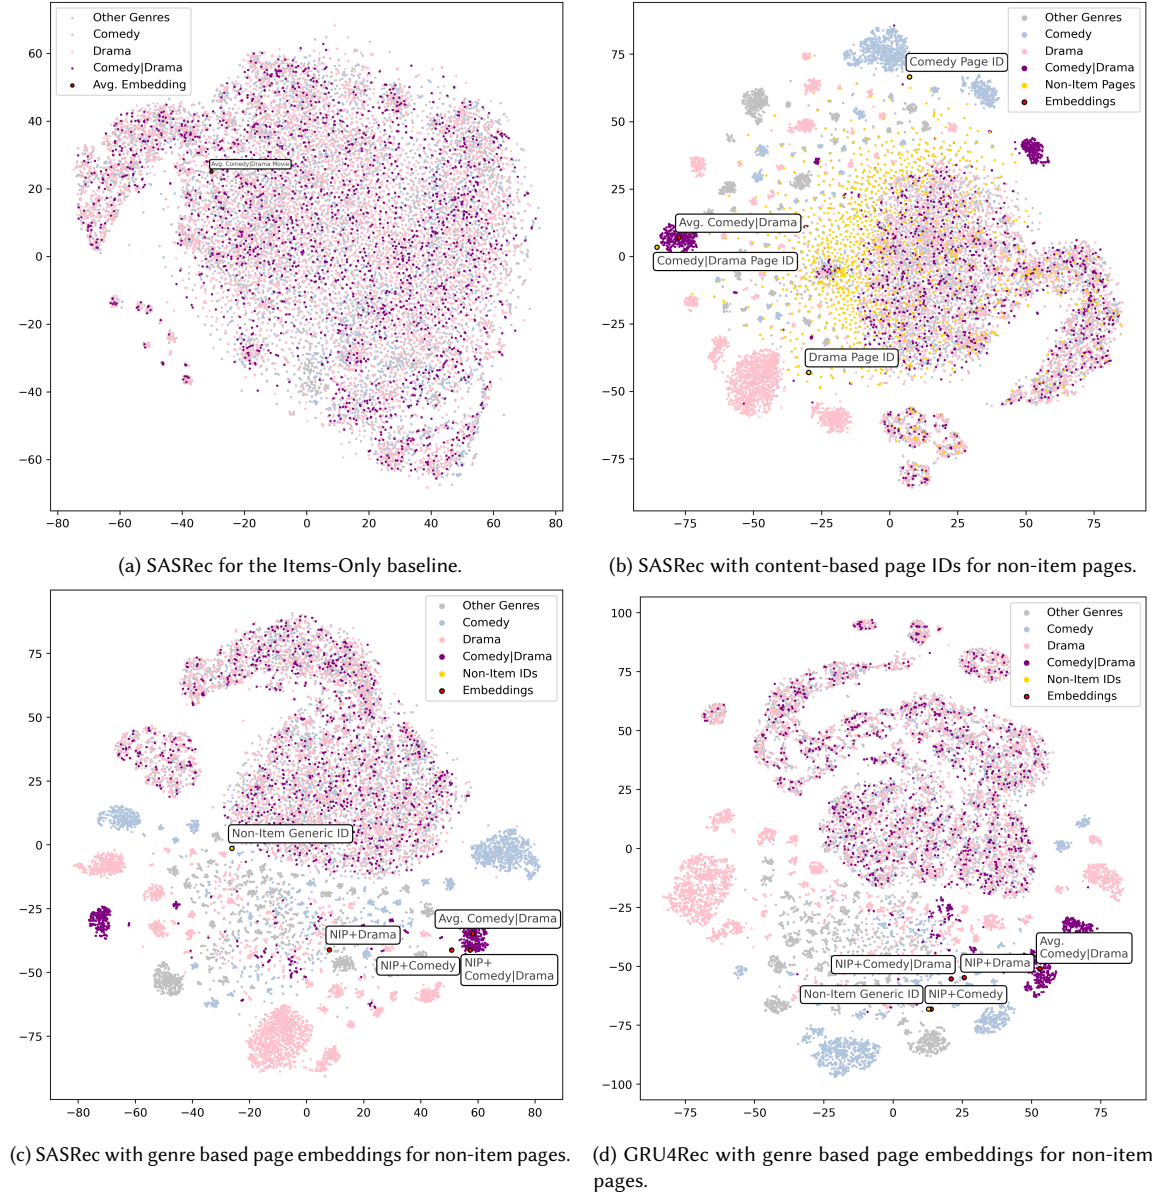 Other Genres
Comedy
Drama
Comedy|Drama
Avg. Embedding
Avg. Comedy|Drama Movie
60
40
20
0
−20
−40
−60
−80 −60 −40 −20 0 20 40 60 80
(a) SASRec for the Items-Only baseline.
Other Genres
Comedy
Drama
Comedy|Drama
Non-Item Pages
Embeddings
Comedy Page ID
Avg. Comedy|Drama
Comedy|Drama Page ID
Drama Page ID
75
50
25
0
−25
−50
−75
−75 −50 −25 0 25 50 75
(b) SASRec with content-based page IDs for non-item pages.
Other Genres
Comedy
Drama
Comedy|Drama
Non-Item IDs
Embeddings
Non-Item Generic ID
Avg. Comedy|Drama
NIP+Drama
NIP+Comedy
NIP+
Comedy|Drama
75
50
25
0
−25
−50
−75
−80 −60 −40 −20 0 20 40 60 80
(c) SASRec with genre based page embeddings for non-item pages.
Other Genres
Comedy
Drama
Comedy|Drama
Non-Item IDs
Embeddings
Avg.
Comedy|Drama
NIP+Comedy|Drama
NIP+Drama
Non-Item Generic ID
NIP+Comedy
100
75
50
25
0
−25
−50
−75
−100
−75 −50 −25 0 25 50 75
(d) GRU4Rec with genre based page embeddings for non-item
pages.